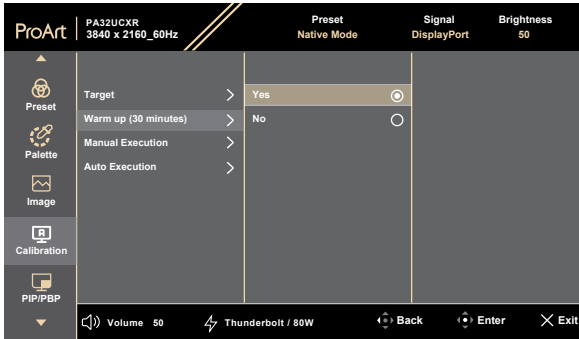 ProArt
PA32UCXR
3840 x 2160_60Hz
Preset
Native Mode
Signal
DisplayPort
Brightness
50
Preset
Palette
Image
Calibration
PIP/PBP
Target
Warm up (30 minutes)
Manual Execution
Auto Execution
Yes
No
Volume 50
Thunderbolt / 80W
Back
Enter
Exit